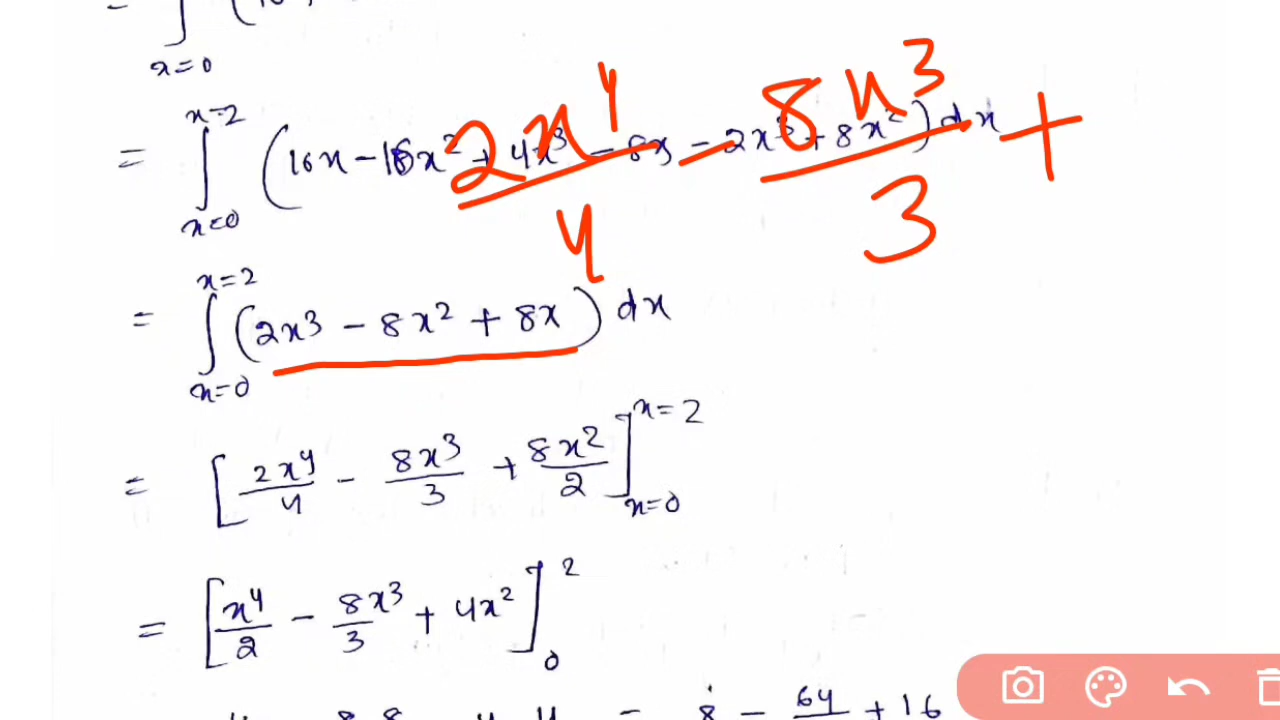 = ∫ (16
x=0
x=2
= ∫ (16x - 16x² + 4x³ - 8x - 2x³ + 8x²) dx
x=0
2x⁴/4 - 8x³/3 +
x=2
= ∫ (2x³ - 8x² + 8x) dx
x=0
= [2x⁴/4 - 8x³/3 + 8x²/2]
x=2
x=0
= [x⁴/2 - 8x³/3 + 4x²]
2
0
= 8 - 64 + 16